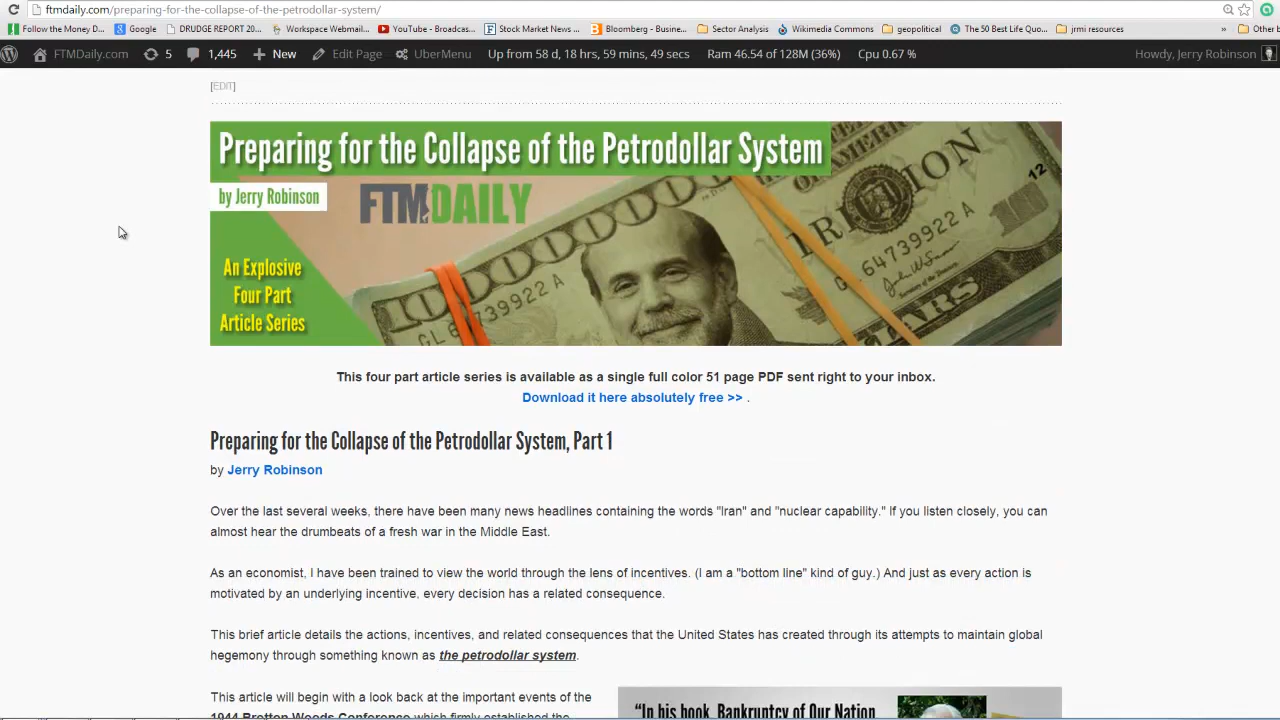 ftmdaily.com/preparing-for-the-collapse-of-the-petrodollar-system/
Follow the Money D... Google DRUDGE REPORT 20... Workspace Webmail... YouTube - Broadcas... Stock Market News ... Bloomberg - Busine... Sector Analysis Wikimedia Commons geopolitical The 50 Best Life Quo... jrmi resources » Other b
FTMDaily.com 5 1,445 + New Edit Page UberMenu Up from 58 d, 18 hrs, 59 mins, 49 secs Ram 46.54 of 128M (36%) Cpu 0.67 % Howdy, Jerry Robinson
[EDIT]
Preparing for the Collapse of the Petrodollar System
by Jerry Robinson
FTMDAILY
An Explosive
Four Part
Article Series
12
64739922 A
64739922 A
This four part article series is available as a single full color 51 page PDF sent right to your inbox.
Download it here absolutely free >> .
Preparing for the Collapse of the Petrodollar System, Part 1
by Jerry Robinson
Over the last several weeks, there have been many news headlines containing the words "Iran" and "nuclear capability." If you listen closely, you can
almost hear the drumbeats of a fresh war in the Middle East.
As an economist, I have been trained to view the world through the lens of incentives. (I am a "bottom line" kind of guy.) And just as every action is
motivated by an underlying incentive, every decision has a related consequence.
This brief article details the actions, incentives, and related consequences that the United States has created through its attempts to maintain global
hegemony through something known as the petrodollar system.
This article will begin with a look back at the important events of the
1944 Bretton Woods Conference which firmly established the
“In his book, Bankruptcy of Our Nation